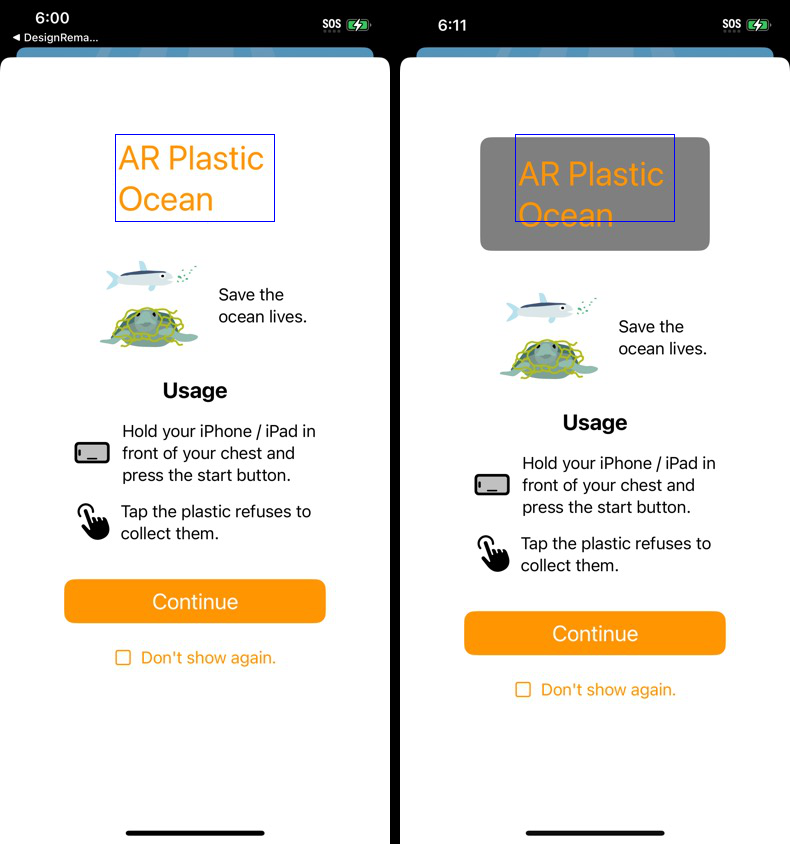 6:00
SOS
◀ DesignRema...
AR Plastic
Ocean
Save the
ocean lives.
Usage
Hold your iPhone / iPad in
front of your chest and
press the start button.
Tap the plastic refuses to
collect them.
Continue
Don't show again.
6:11
SOS
AR Plastic
Ocean
Save the
ocean lives.
Usage
Hold your iPhone / iPad in
front of your chest and
press the start button.
Tap the plastic refuses to
collect them.
Continue
Don't show again.